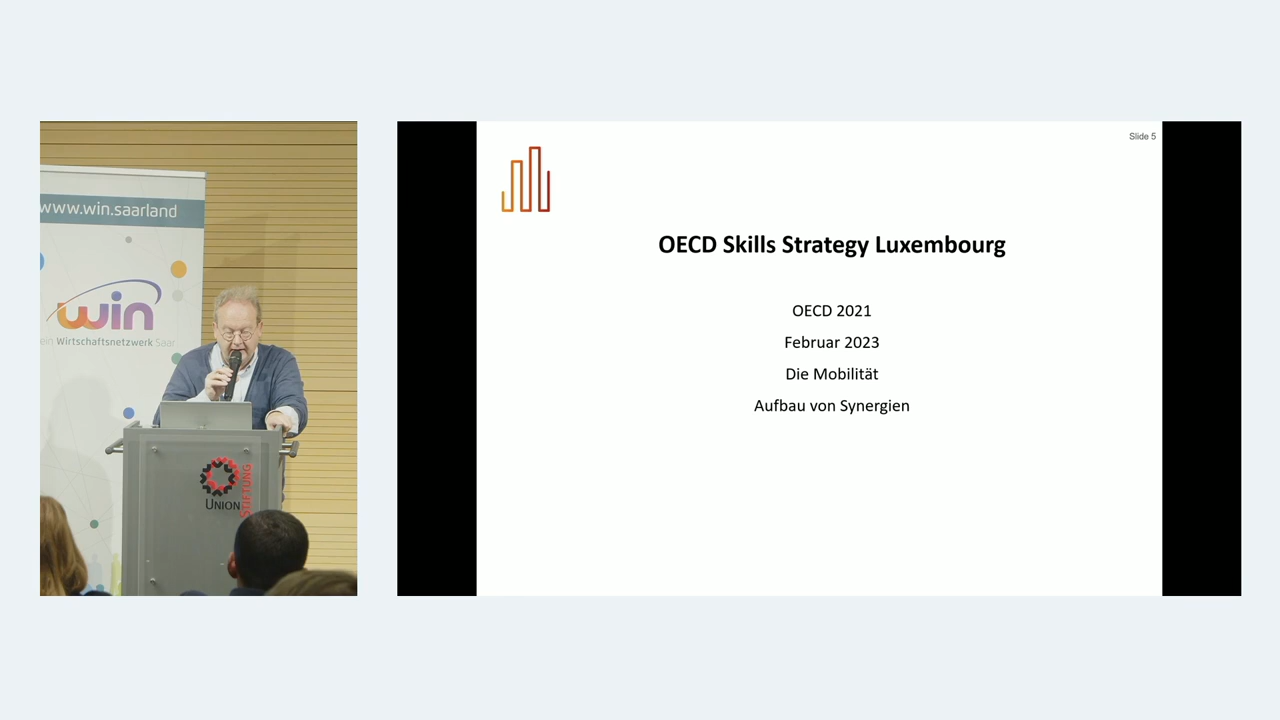 www.win.saarland
win
ein Wirtschaftsnetzwerk Saar
UNION
STIFTUNG
Slide 5
OECD Skills Strategy Luxembourg
OECD 2021
Februar 2023
Die Mobilität
Aufbau von Synergien